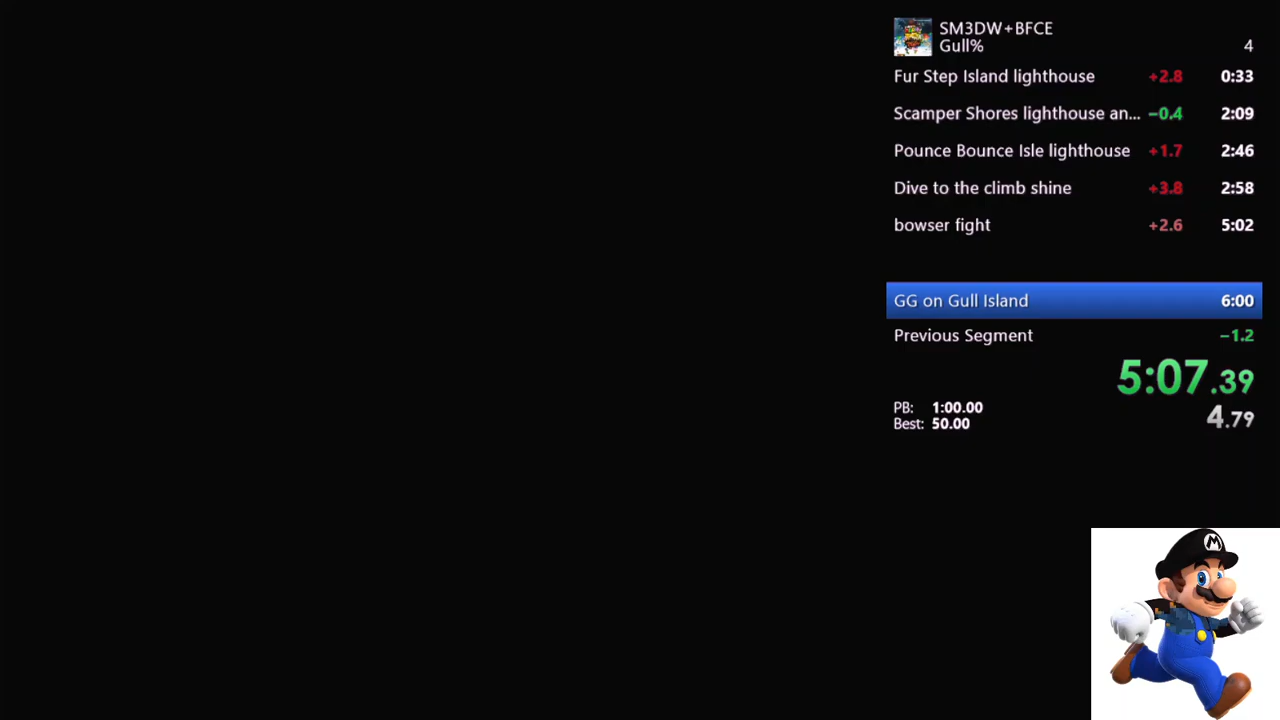 SM3DW+BFCE
Gull% 4
Fur Step Island lighthouse +2.8 0:33
Scamper Shores lighthouse an... −0.4 2:09
Pounce Bounce Isle lighthouse +1.7 2:46
Dive to the climb shine +3.8 2:58
bowser fight +2.6 5:02
GG on Gull Island 6:00
Previous Segment −1.2
5:07.39
PB: 1:00.00
Best: 50.00
4.79
M